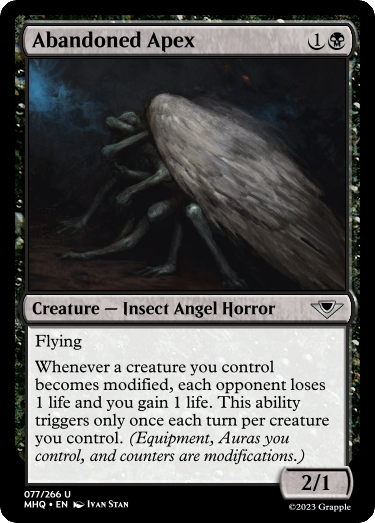 Abandoned Apex 1
Creature — Insect Angel Horror
Flying
Whenever a creature you control
becomes modified, each opponent loses
1 life and you gain 1 life. This ability
triggers only once each turn per creature
you control. (Equipment, Auras you
control, and counters are modifications.)
2/1
077/266 U
MHQ • EN Ivan Stan
©2023 Grapple